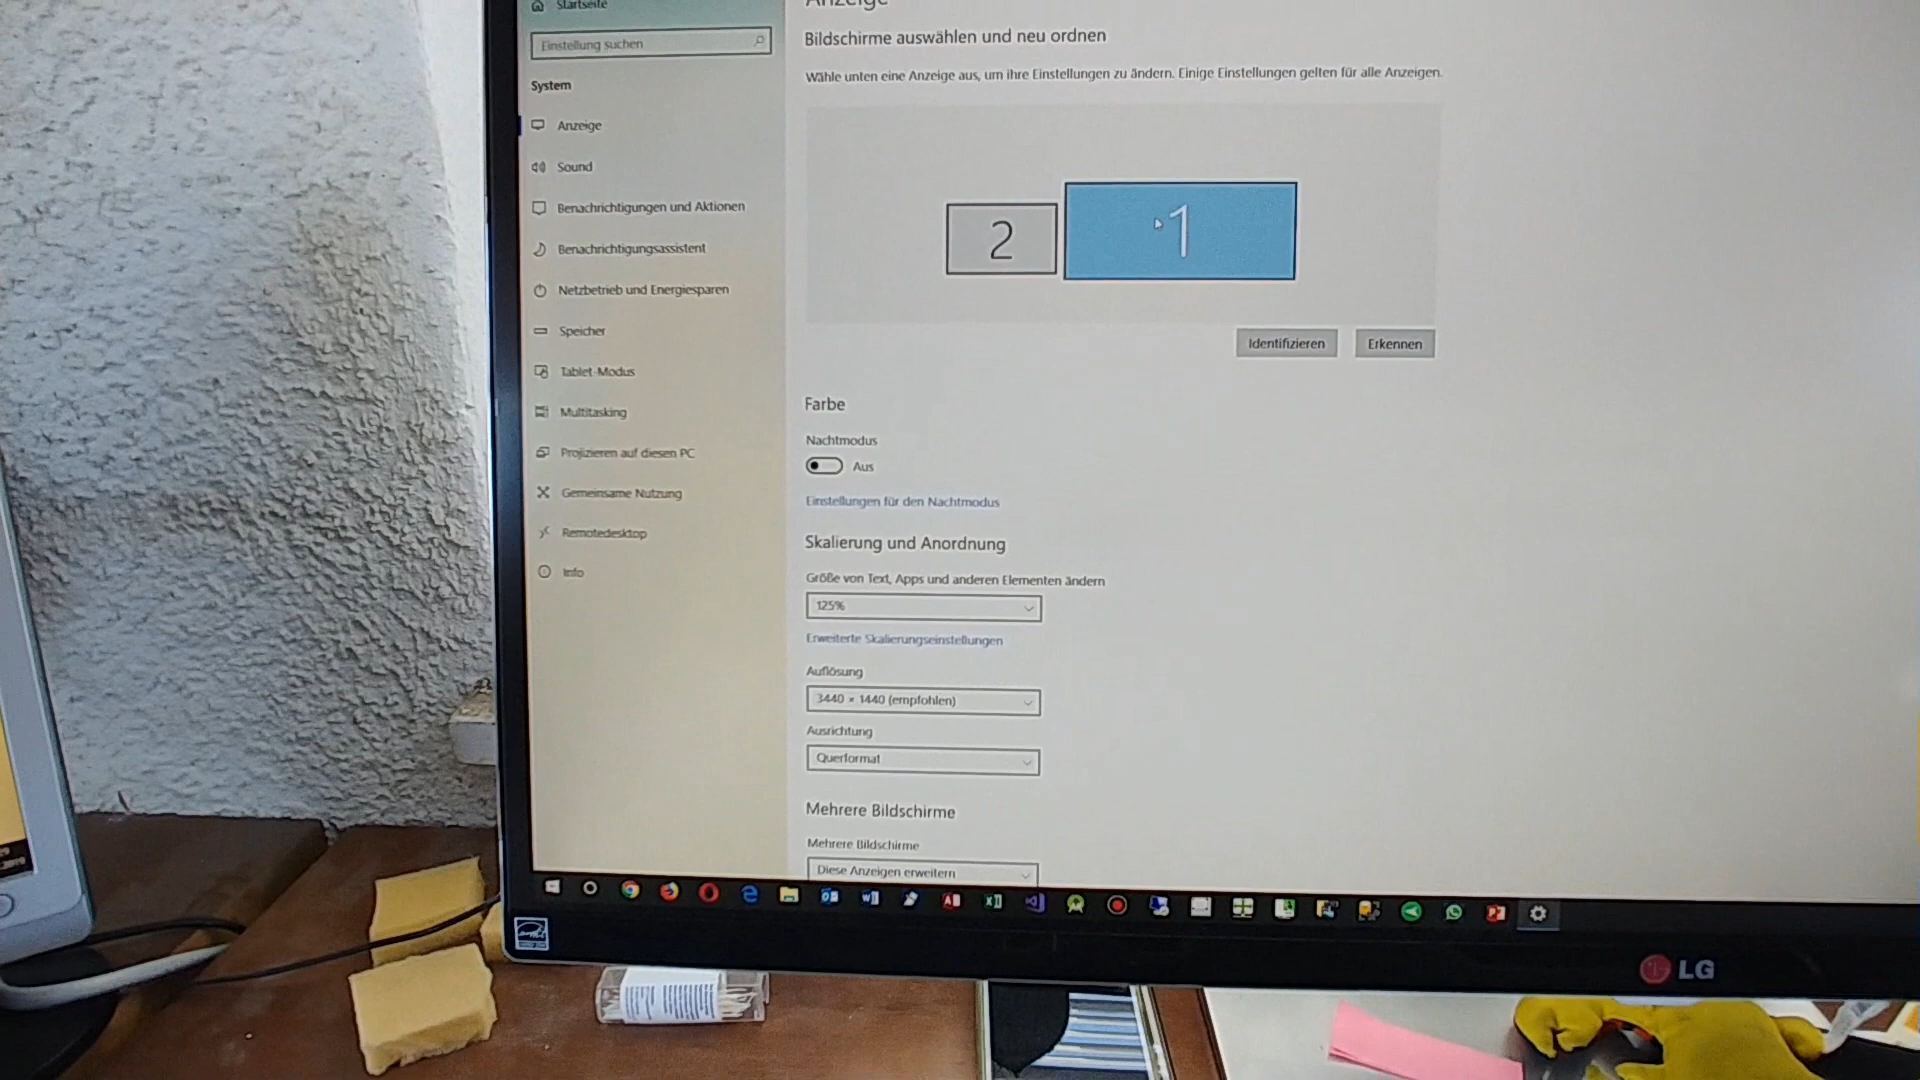 Startseite
Anzeige
Einstellung suchen
Bildschirme auswählen und neu ordnen
Wähle unten eine Anzeige aus, um ihre Einstellungen zu ändern. Einige Einstellungen gelten für alle Anzeigen.
System
Anzeige
Sound
Benachrichtigungen und Aktionen
Benachrichtigungsassistent
Netzbetrieb und Energiesparen
Speicher
Tablet-Modus
Multitasking
Projizieren auf diesen PC
Gemeinsame Nutzung
Remotedesktop
Info
2
1
Identifizieren
Erkennen
Farbe
Nachtmodus
Aus
Einstellungen für den Nachtmodus
Skalierung und Anordnung
Größe von Text, Apps und anderen Elementen ändern
125%
Erweiterte Skalierungseinstellungen
Auflösung
3440 × 1440 (empfohlen)
Ausrichtung
Querformat
Mehrere Bildschirme
Mehrere Bildschirme
Diese Anzeigen erweitern
LG